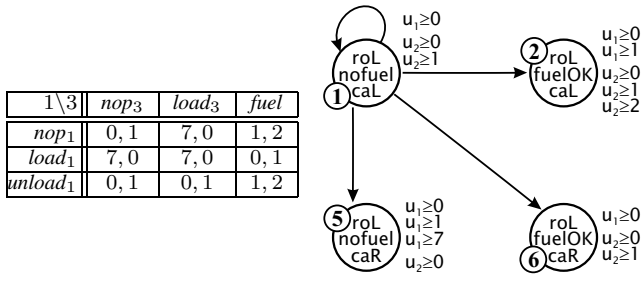 1\3 nop₃ load₃ fuel
nop₁ 0,1 7,0 1,2
load₁ 7,0 7,0 0,1
unload₁ 0,1 0,1 1,2
u₁≥0
u₂≥0
u₂≥1
roL
nofuel
caL
1
2
roL
fuelOK
caL
u₁≥0
u₁≥1
u₂≥0
u₂≥1
u₂≥2
5
roL
nofuel
caR
u₁≥0
u₁≥1
u₁≥7
u₂≥0
roL
fuelOK
caR
6
u₁≥0
u₂≥0
u₂≥1